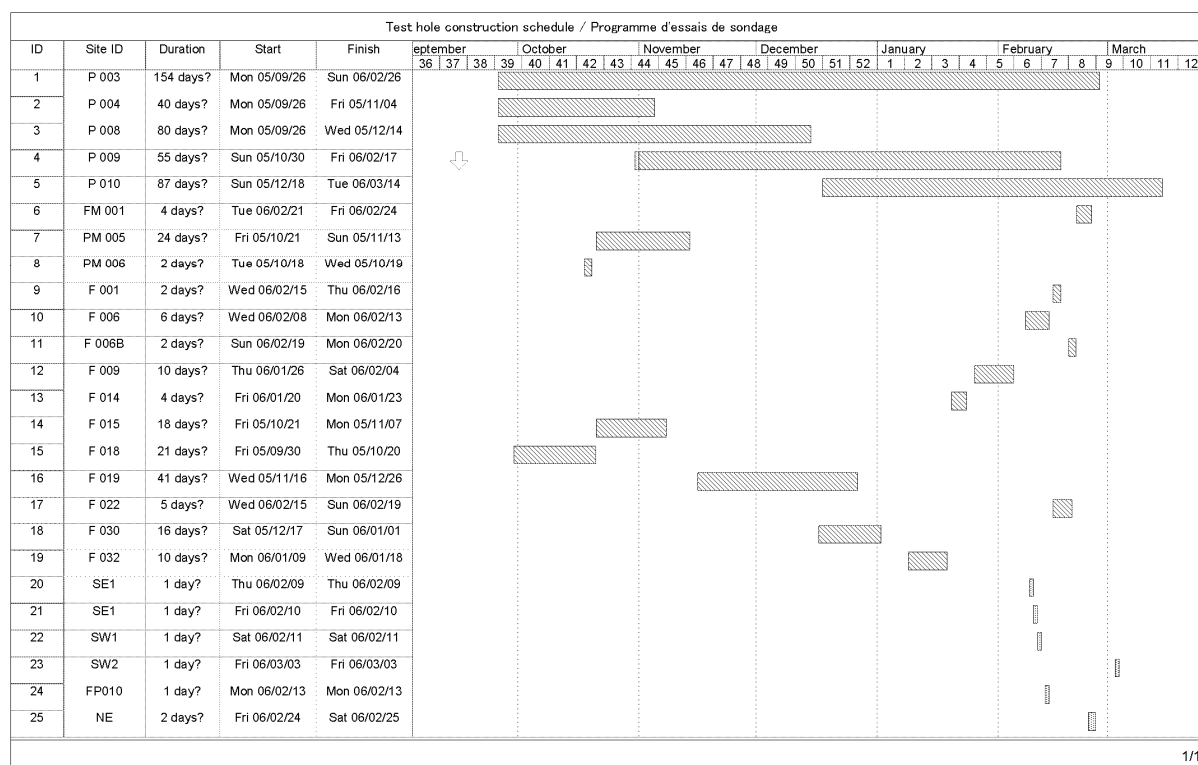 Test hole construction schedule / Programme d'essais de sondage
ID Site ID Duration Start Finish eptember October November December January February March
36 37 38 39 40 41 42 43 44 45 46 47 48 49 50 51 52 1 2 3 4 5 6 7 8 9 10 11 12
1 P 003 154 days? Mon 05/09/26 Sun 06/02/26
2 P 004 40 days? Mon 05/09/26 Fri 05/11/04
3 P 008 80 days? Mon 05/09/26 Wed 05/12/14
4 P 009 55 days? Sun 05/10/30 Fri 06/02/17
5 P 010 87 days? Sun 05/12/18 Tue 06/03/14
6 FM 001 4 days? Tue 06/02/21 Fri 06/02/24
7 PM 005 24 days? Fri 05/10/21 Sun 05/11/13
8 PM 006 2 days? Tue 05/10/18 Wed 05/10/19
9 F 001 2 days? Wed 06/02/15 Thu 06/02/16
10 F 006 6 days? Wed 06/02/08 Mon 06/02/13
11 F 006B 2 days? Sun 06/02/19 Mon 06/02/20
12 F 009 10 days? Thu 06/01/26 Sat 06/02/04
13 F 014 4 days? Fri 06/01/20 Mon 06/01/23
14 F 015 18 days? Fri 05/10/21 Mon 05/11/07
15 F 018 21 days? Fri 05/09/30 Thu 05/10/20
16 F 019 41 days? Wed 05/11/16 Mon 05/12/26
17 F 022 5 days? Wed 06/02/15 Sun 06/02/19
18 F 030 16 days? Sat 05/12/17 Sun 06/01/01
19 F 032 10 days? Mon 06/01/09 Wed 06/01/18
20 SE1 1 day? Thu 06/02/09 Thu 06/02/09
21 SE1 1 day? Fri 06/02/10 Fri 06/02/10
22 SW1 1 day? Sat 06/02/11 Sat 06/02/11
23 SW2 1 day? Fri 06/03/03 Fri 06/03/03
24 FP010 1 day? Mon 06/02/13 Mon 06/02/13
25 NE 2 days? Fri 06/02/24 Sat 06/02/25
1/1